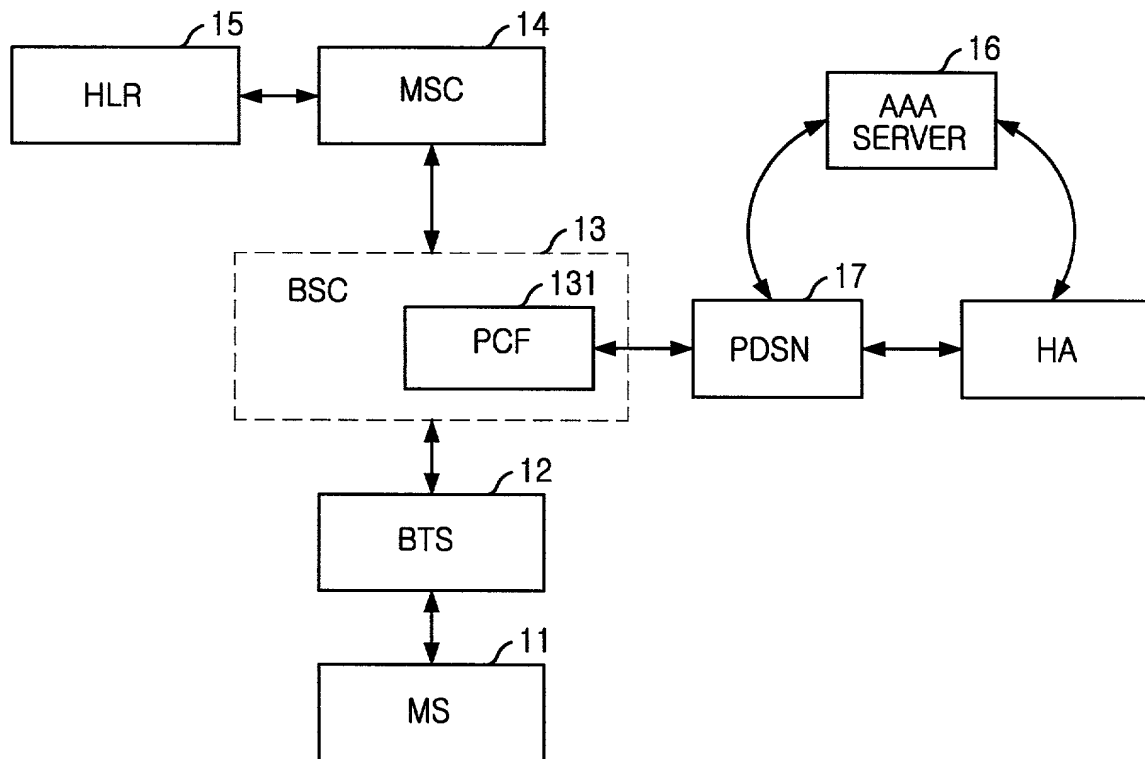 15
HLR
14
MSC
16
AAA
SERVER
13
BSC
131
PCF
17
PDSN
HA
12
BTS
11
MS